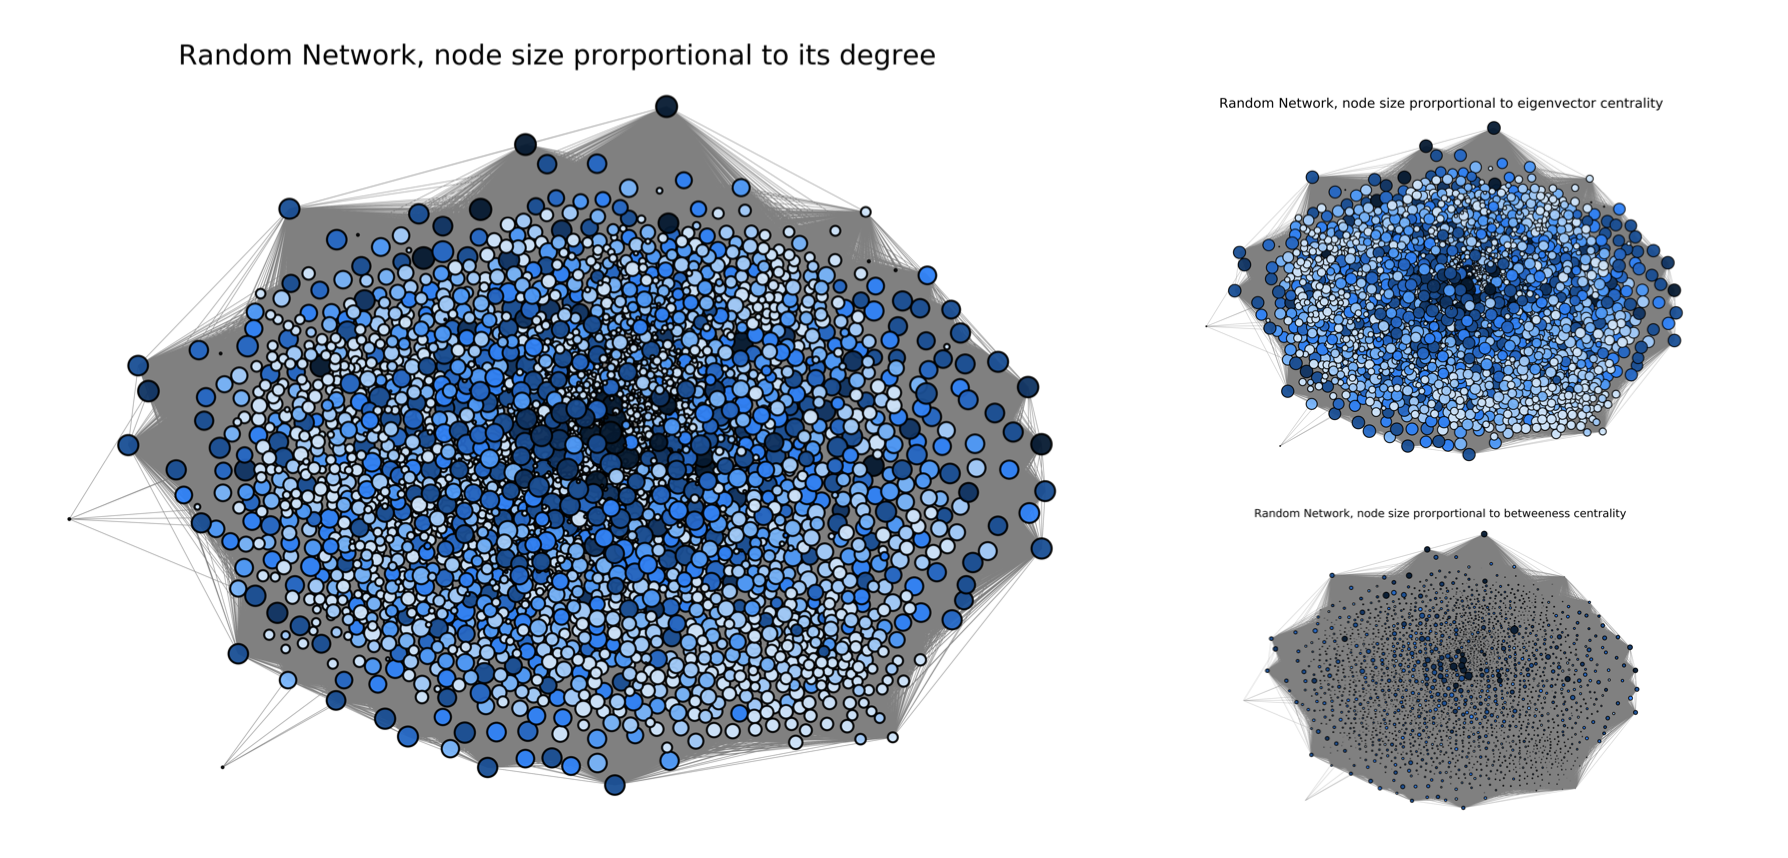 Random Network, node size prorportional to its degree
Random Network, node size prorportional to eigenvector centrality
Random Network, node size prorportional to betweeness centrality